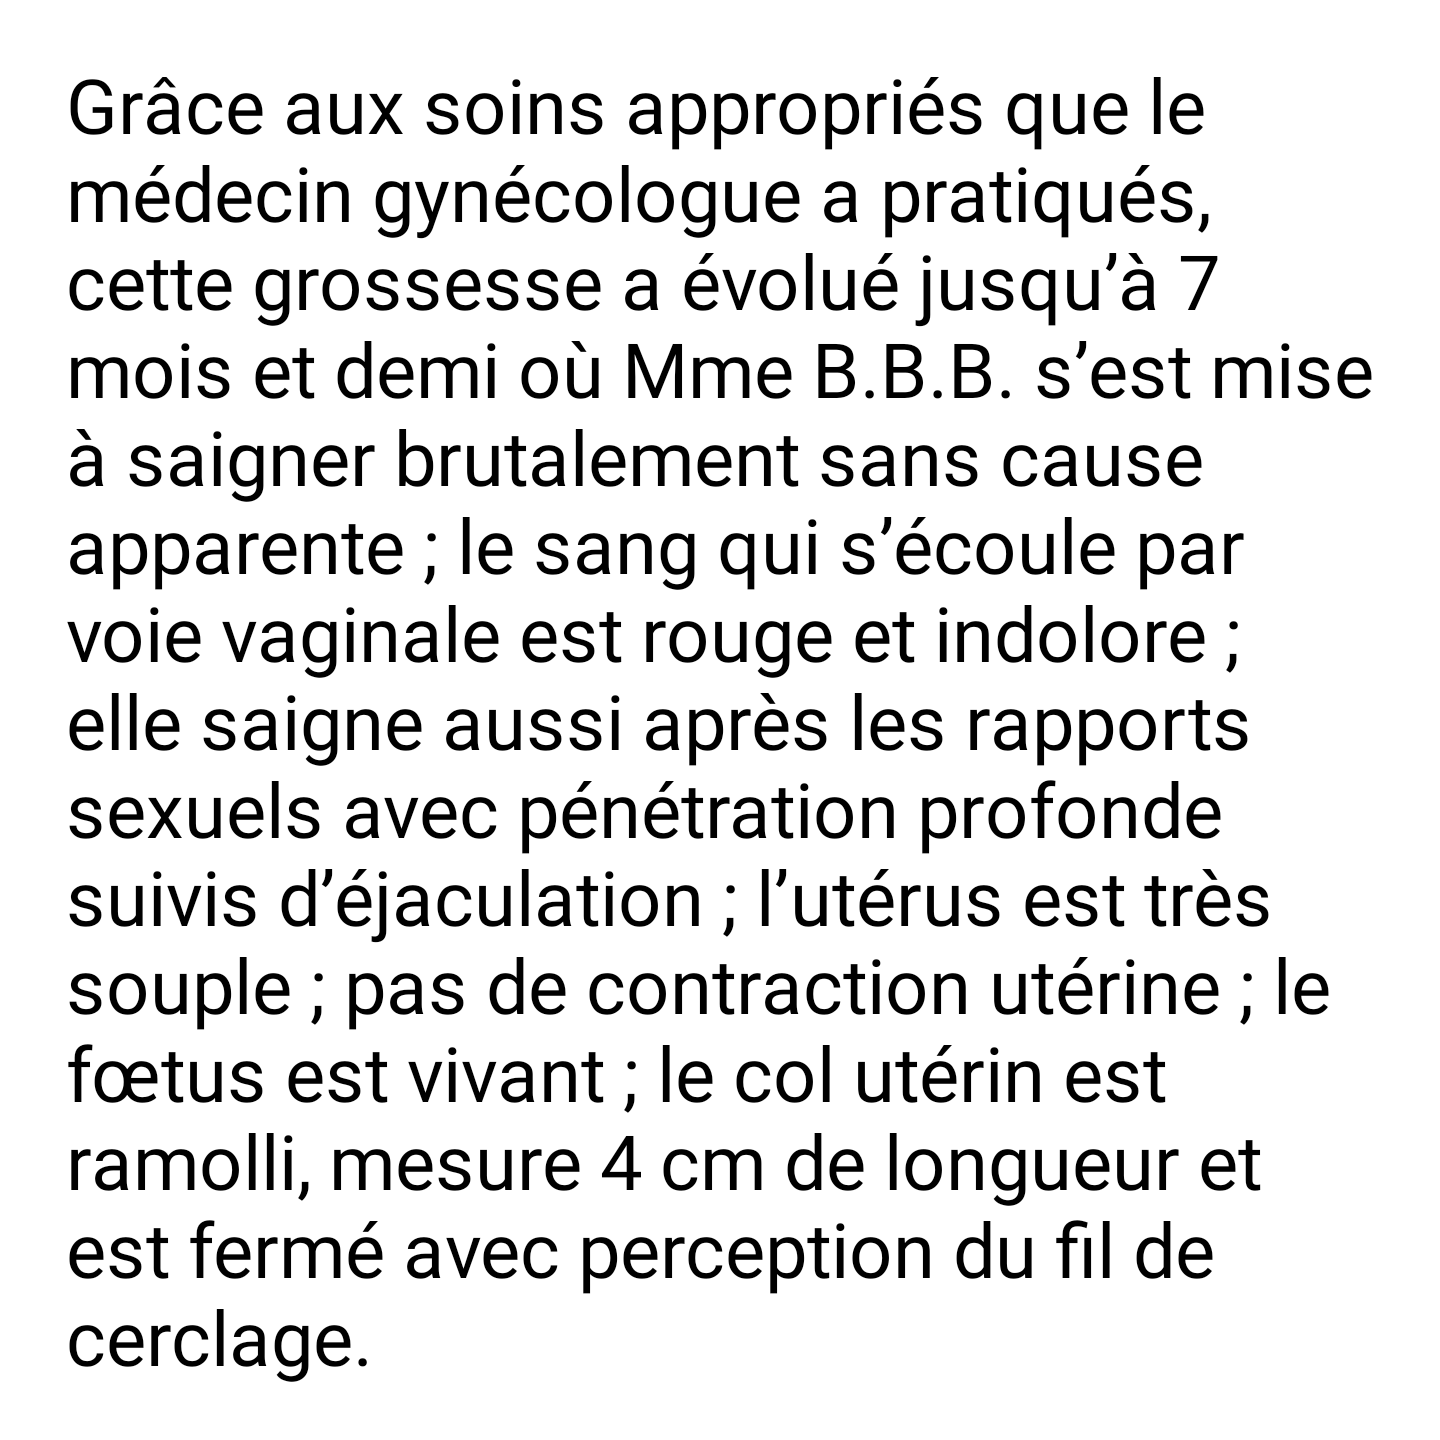 Grâce aux soins appropriés que le
médecin gynécologue a pratiqués,
cette grossesse a évolué jusqu’à 7
mois et demi où Mme B.B.B. s’est mise
à saigner brutalement sans cause
apparente ; le sang qui s’écoule par
voie vaginale est rouge et indolore ;
elle saigne aussi après les rapports
sexuels avec pénétration profonde
suivis d’éjaculation ; l’utérus est très
souple ; pas de contraction utérine ; le
fœtus est vivant ; le col utérin est
ramolli, mesure 4 cm de longueur et
est fermé avec perception du fil de
cerclage.